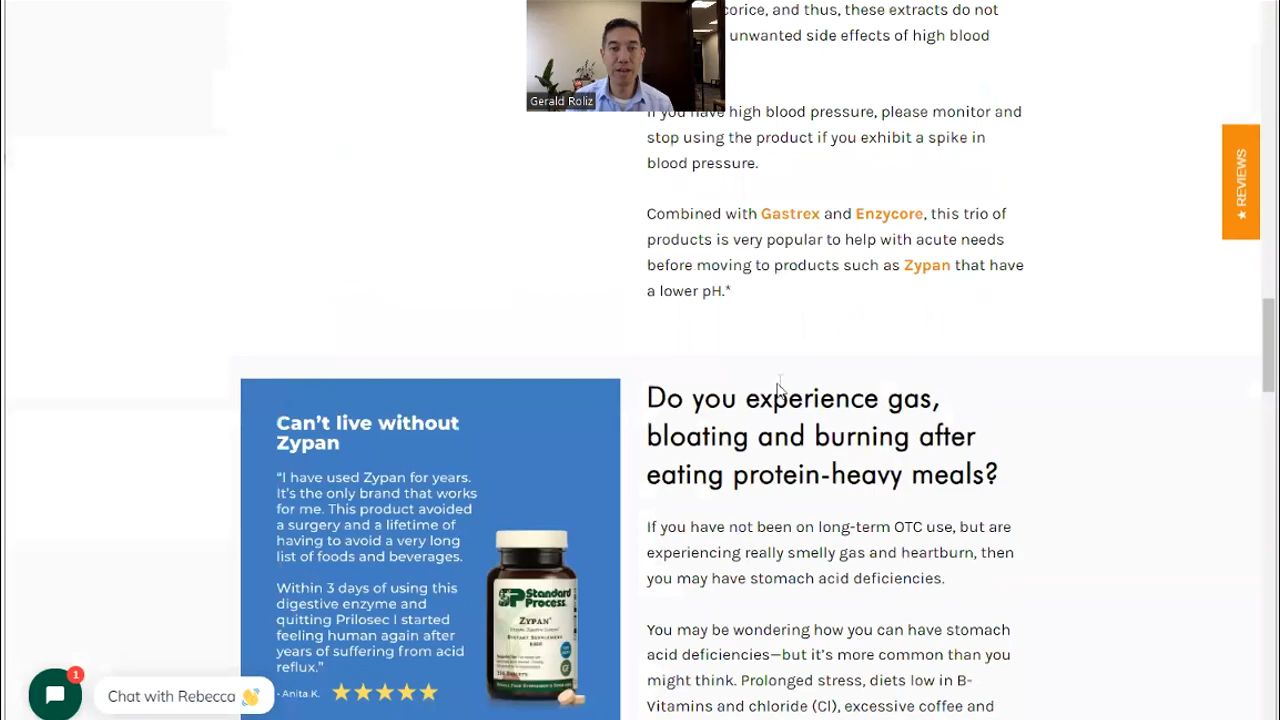 corice, and thus, these extracts do not
unwanted side effects of high blood
Gerald Roliz
If you have high blood pressure, please monitor and
stop using the product if you exhibit a spike in
blood pressure.
★ REVIEWS
Combined with Gastrex and Enzycore, this trio of
products is very popular to help with acute needs
before moving to products such as Zypan that have
a lower pH.*
Can’t live without
Zypan
“I have used Zypan for years.
It’s the only brand that works
for me. This product avoided
a surgery and a lifetime of
having to avoid a very long
list of foods and beverages.
Within 3 days of using this
digestive enzyme and
quitting Prilosec I started
feeling human again after
years of suffering from acid
reflux.”
- Anita K.
SP Standard
Process
ZYPAN
DIETARY SUPPLEMENT
Do you experience gas,
bloating and burning after
eating protein-heavy meals?
If you have not been on long-term OTC use, but are
experiencing really smelly gas and heartburn, then
you may have stomach acid deficiencies.
You may be wondering how you can have stomach
acid deficiencies—but it’s more common than you
might think. Prolonged stress, diets low in B-
Vitamins and chloride (Cl), excessive coffee and
1
Chat with Rebecca